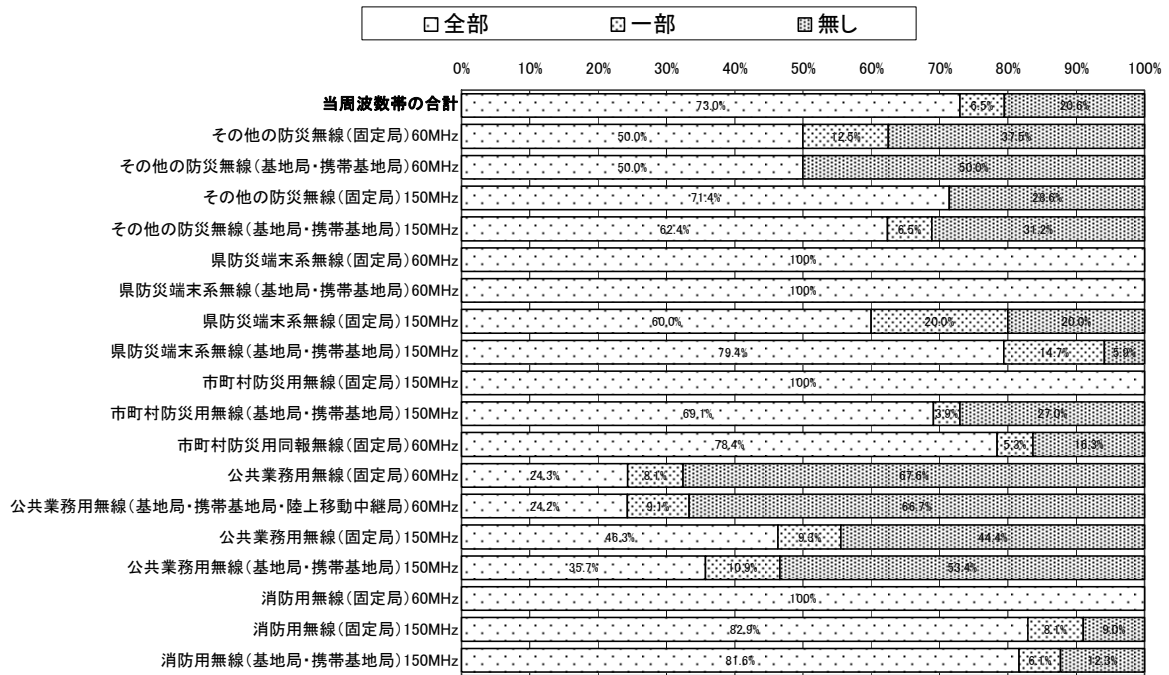 全部 一部 無し
0% 10% 20% 30% 40% 50% 60% 70% 80% 90% 100%
当周波数帯の合計 73.0% 6.5% 20.6%
その他の防災無線(固定局)60MHz 50.0% 12.5% 37.5%
その他の防災無線(基地局・携帯基地局)60MHz 50.0% 50.0%
その他の防災無線(固定局)150MHz 71.4% 28.6%
その他の防災無線(基地局・携帯基地局)150MHz 62.4% 6.5% 31.2%
県防災端末系無線(固定局)60MHz 100%
県防災端末系無線(基地局・携帯基地局)60MHz 100%
県防災端末系無線(固定局)150MHz 60.0% 20.0% 20.0%
県防災端末系無線(基地局・携帯基地局)150MHz 79.4% 14.7% 5.9%
市町村防災用無線(固定局)150MHz 100%
市町村防災用無線(基地局・携帯基地局)150MHz 69.1% 3.9% 27.0%
市町村防災用同報無線(固定局)60MHz 78.4% 5.3% 16.3%
公共業務用無線(固定局)60MHz 24.3% 8.1% 67.6%
公共業務用無線(基地局・携帯基地局・陸上移動中継局)60MHz 24.2% 9.1% 66.7%
公共業務用無線(固定局)150MHz 46.3% 9.3% 44.4%
公共業務用無線(基地局・携帯基地局)150MHz 35.7% 10.9% 53.4%
消防用無線(固定局)60MHz 100%
消防用無線(固定局)150MHz 82.9% 8.1% 9.0%
消防用無線(基地局・携帯基地局)150MHz 81.6% 6.1% 12.3%